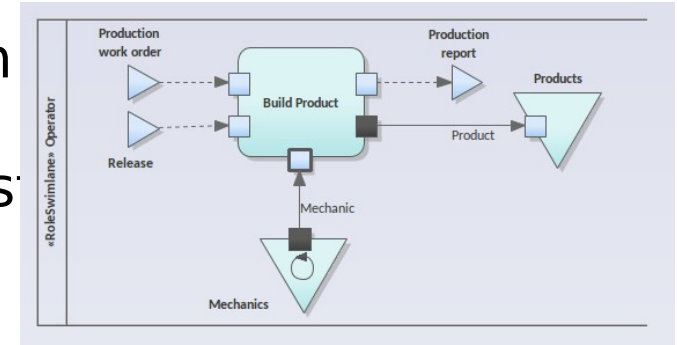 Production
work order
Production
report
Products
Build Product
«RoleSwimlane» Operator
Product
Release
Mechanic
Mechanics